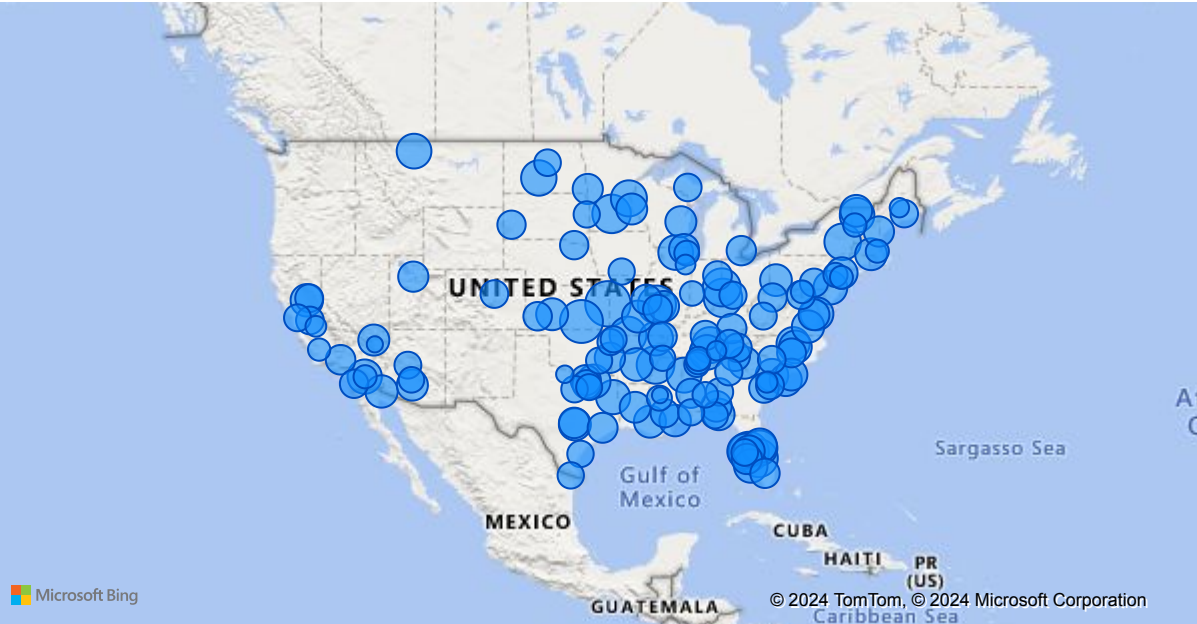 UNITED STATES
Sargasso Sea
Gulf of
Mexico
MEXICO
CUBA
HAITI
PR
(US)
Microsoft Bing
GUATEMALA
© 2024 TomTom, © 2024 Microsoft Corporation
Caribbean Sea